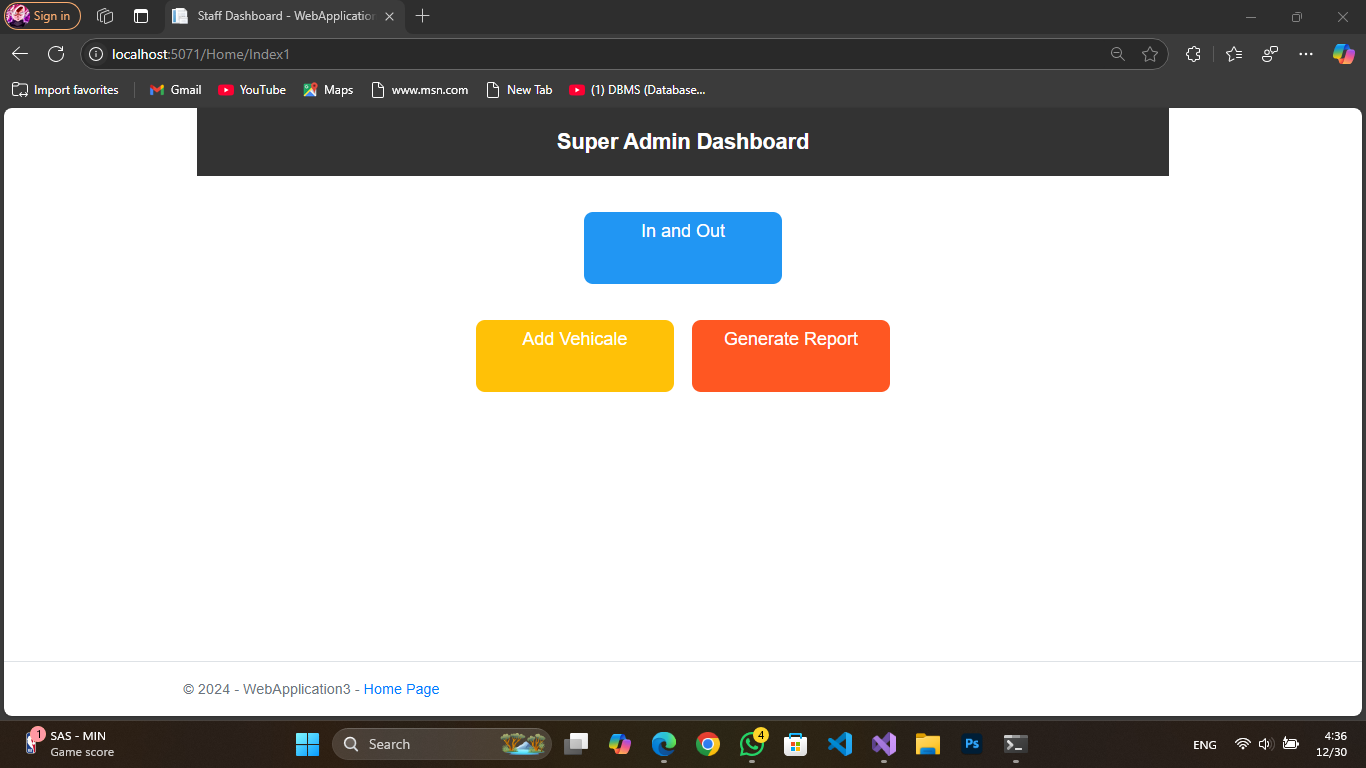 Sign in
Staff Dashboard - WebApplication
localhost:5071/Home/Index1
Import favorites
Gmail
YouTube
Maps
www.msn.com
New Tab
(1) DBMS (Database...
Super Admin Dashboard
In and Out
Add Vehicale
Generate Report
© 2024 - WebApplication3 - Home Page
1
SAS - MIN
Game score
Search
4
Ps
ENG
4:36
12/30